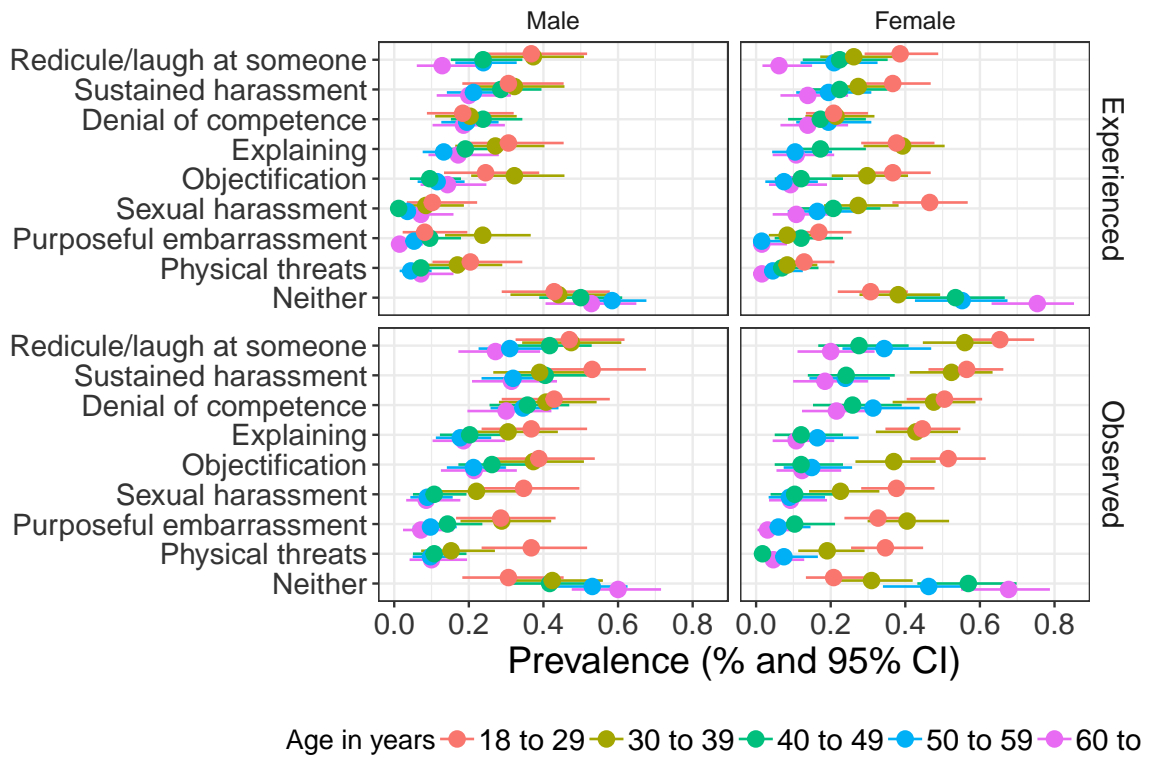 Male Female
Redicule/laugh at someone
Sustained harassment
Denial of competence
Explaining
Objectification
Sexual harassment
Purposeful embarrassment
Physical threats
Neither
Experienced
Redicule/laugh at someone
Sustained harassment
Denial of competence
Explaining
Objectification
Sexual harassment
Purposeful embarrassment
Physical threats
Neither
Observed
0.0 0.2 0.4 0.6 0.8 0.0 0.2 0.4 0.6 0.8
Prevalence (% and 95% CI)
Age in years 18 to 29 30 to 39 40 to 49 50 to 59 60 to